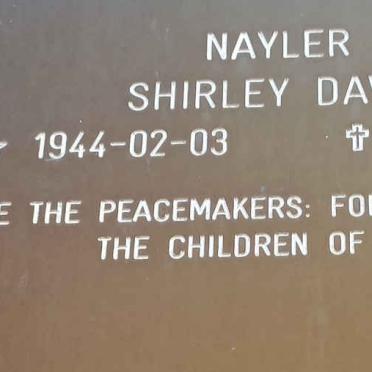 NAYLER
SHIRLEY
1944-02-03
THE PEACEMAKERS:
THE CHILDREN OF